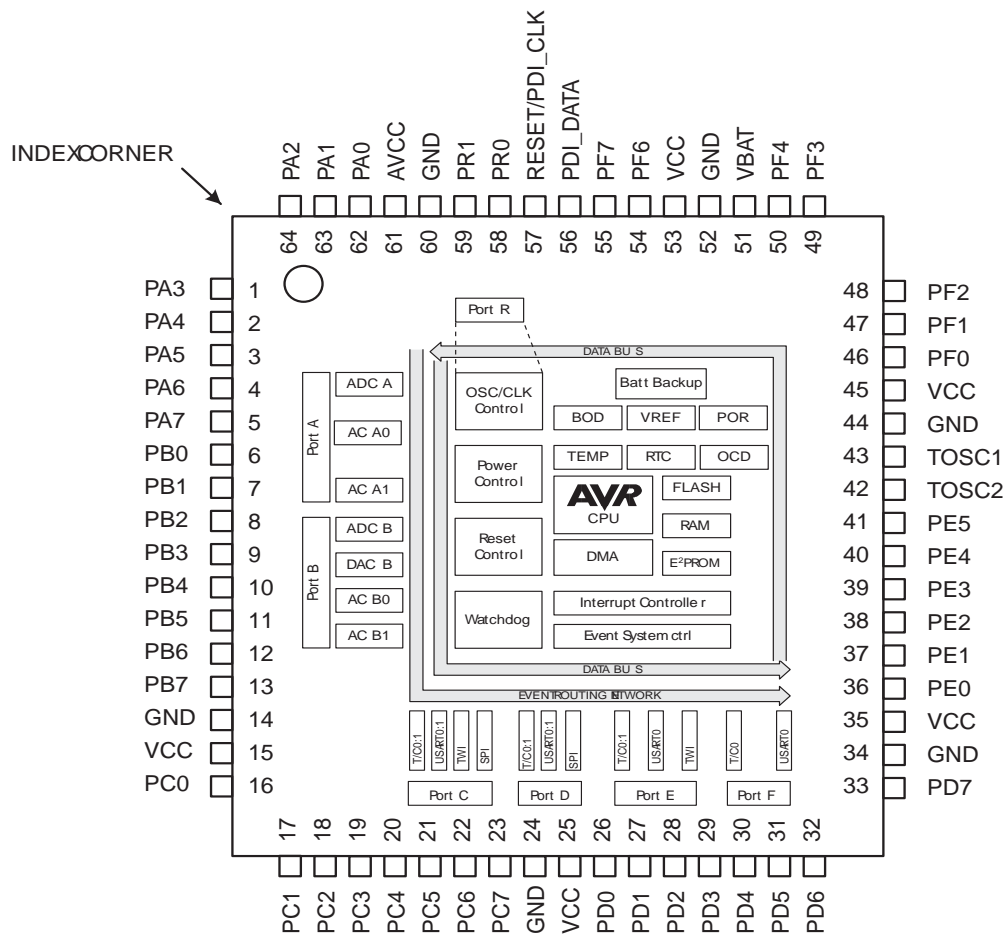 INDEXCORNER
PA2
PA1
PA0
AVCC
GND
PR1
PR0
RESET/PDI_CLK
PDI_DATA
PF7
PF6
VCC
GND
VBAT
PF4
PF3
64
63
62
61
60
59
58
57
56
55
54
53
52
51
50
49
PA3 1
PA4 2
PA5 3
PA6 4
PA7 5
PB0 6
PB1 7
PB2 8
PB3 9
PB4 10
PB5 11
PB6 12
PB7 13
GND 14
VCC 15
PC0 16
48 PF2
47 PF1
46 PF0
45 VCC
44 GND
43 TOSC1
42 TOSC2
41 PE5
40 PE4
39 PE3
38 PE2
37 PE1
36 PE0
35 VCC
34 GND
33 PD7
Port R
DATA BUS
Port A
ADC A
AC A0
AC A1
Port B
ADC B
DAC B
AC B0
AC B1
OSC/CLK
Control
Power
Control
Reset
Control
Watchdog
Batt Backup
BOD
VREF
POR
TEMP
RTC
OCD
AVR
CPU
FLASH
RAM
DMA
E²PROM
Interrupt Controller
Event System ctrl
DATA BUS
EVENTROUTING NETWORK
T/C0:1
USART0:1
TWI
SPI
T/C0:1
USART0:1
SPI
T/C0:1
USART0
TWI
T/C0
USART0
Port C
Port D
Port E
Port F
17
18
19
20
21
22
23
24
25
26
27
28
29
30
31
32
PC1
PC2
PC3
PC4
PC5
PC6
PC7
GND
VCC
PD0
PD1
PD2
PD3
PD4
PD5
PD6